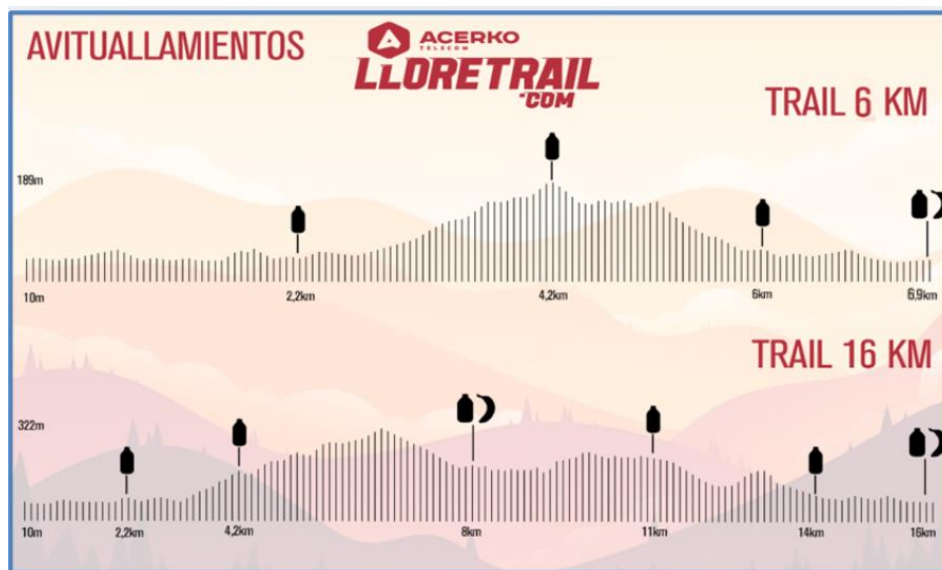 AVITUALLAMIENTOS
ACERKO
TELECOM
LLORETRAIL
.COM
TRAIL 6 KM
189m
10m 2,2km 4,2km 6km 6,9km
TRAIL 16 KM
322m
10m 2,2km 4,2km 8km 11km 14km 16km